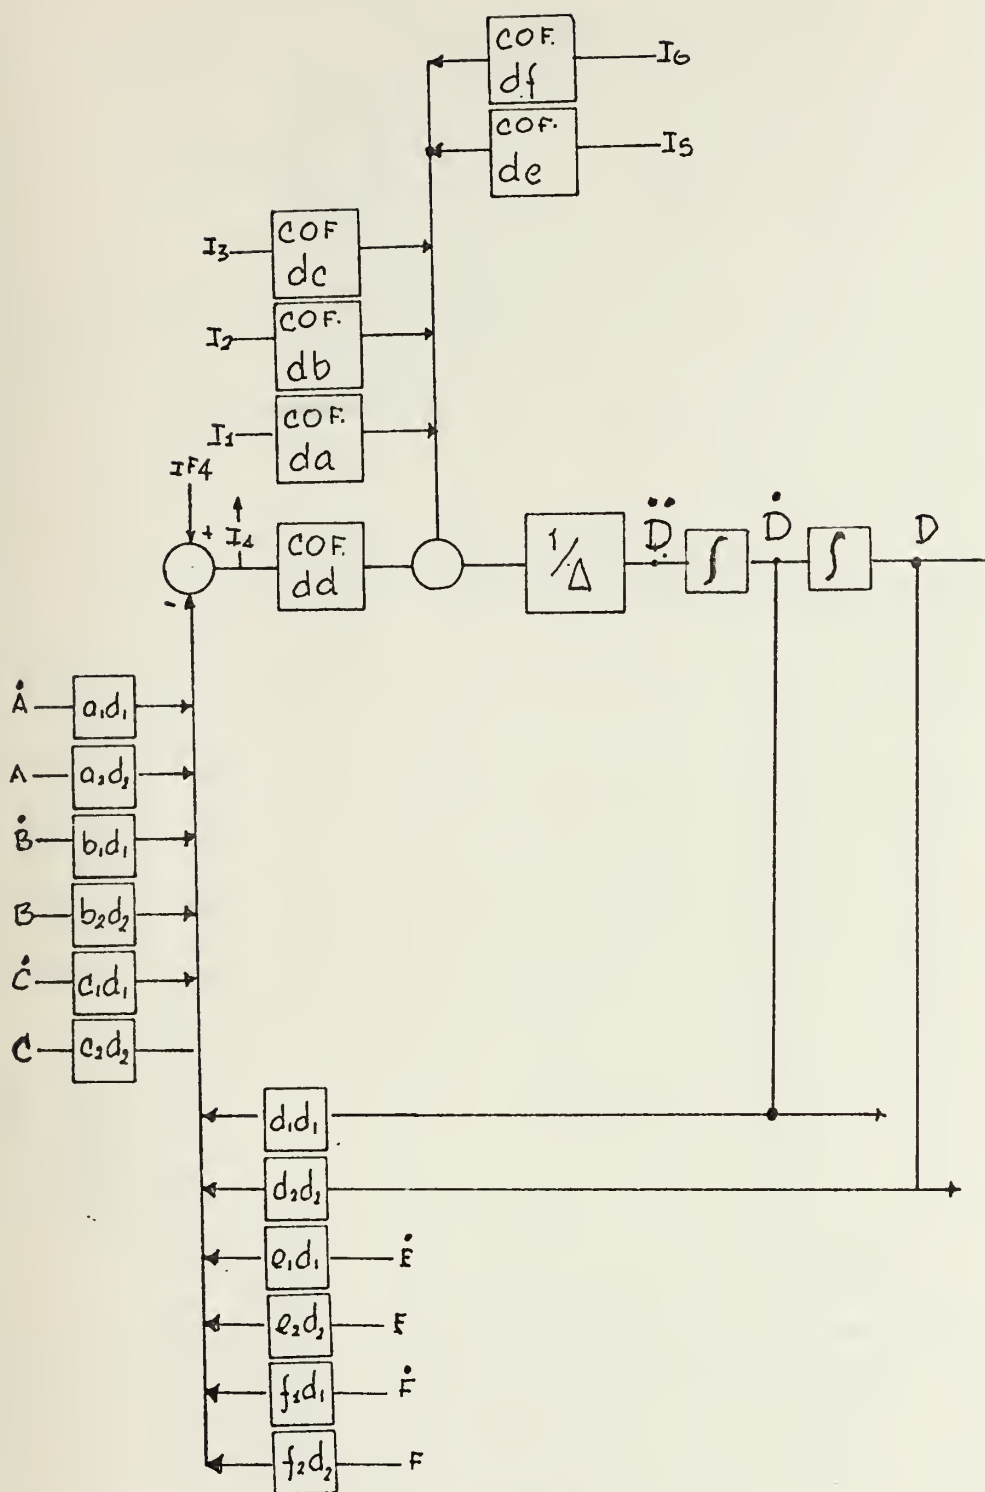 COF. df I6
COF. de I5
I3 COF dc
I2 COF. db
I1 COF. da
IF4
+ I4 COF. dd 1/Δ D̈ ∫ Ḋ ∫ D
-
Ȧ a₁d₁
A a₂d₂
Ḃ b₁d₁
B b₂d₂
Ċ c₁d₁
C c₂d₂
d₁d₁
d₂d₂
e₁d₁ Ė
e₂d₂ E
f₁d₁ Ḟ
f₂d₂ F